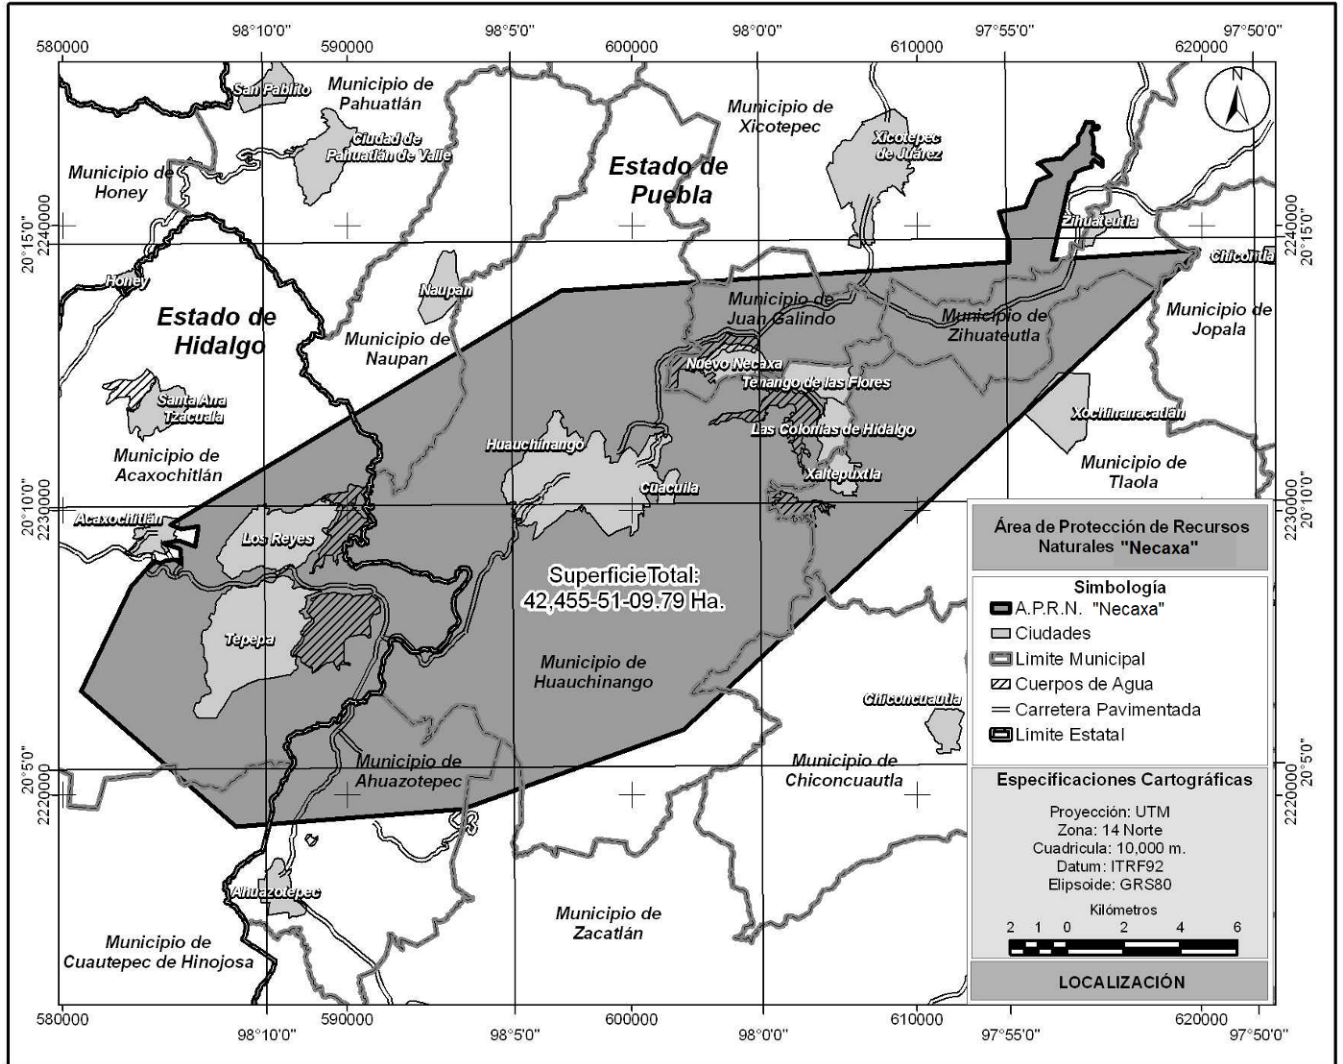 98°10'0"
98°5'0"
98°0'0"
97°55'0"
97°50'0"
580000
590000
600000
610000
620000
San Pablito
Municipio de
Pahuatlán
Municipio de
Xicotepec
N
Ciudad de
Pahuatlán de Valle
Xicotepec
de Juárez
Estado de
Puebla
Municipio de
Honey
2240000
20°15'0"
2240000
20°15'0"
Zihuateutla
Chicontla
Honey
Naupan
Estado de
Hidalgo
Municipio de
Naupan
Municipio de
Juan Galindo
Municipio de
Zihuateutla
Municipio de
Jopala
Nuevo Necaxa
Tenango de las Flores
Santa Ana
Tzacuala
Xochinanacatlán
Las Colonias de Hidalgo
Huauchinango
Municipio de
Acaxochitlán
Cuacuila
Xaltepuxtla
Municipio de
Tlaola
2230000
20°10'0"
2230000
20°10'0"
Acaxochitlán
Los Reyes
Superficie Total:
42,455-51-09.79 Ha.
Tepepa
Municipio de
Huauchinango
Chiconcuautla
Municipio de
Ahuazotepec
Municipio de
Chiconcuautla
2220000
20°5'0"
2220000
20°5'0"
Ahuazotepec
Municipio de
Zacatlán
Municipio de
Cuautepec de Hinojosa
Área de Protección de Recursos
Naturales "Necaxa"
Simbología
A.P.R.N. "Necaxa"
Ciudades
Limite Municipal
Cuerpos de Agua
Carretera Pavimentada
Limite Estatal
Especificaciones Cartográficas
Proyección: UTM
Zona: 14 Norte
Cuadricula: 10,000 m.
Datum: ITRF92
Elipsoide: GRS80
Kilómetros
2 1 0 2 4 6
LOCALIZACIÓN
580000
590000
600000
610000
620000
98°10'0"
98°5'0"
98°0'0"
97°55'0"
97°50'0"